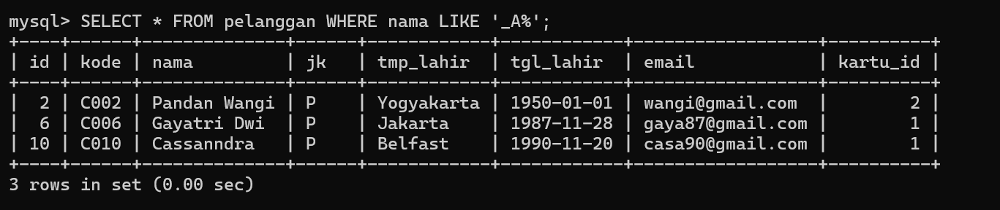 mysql> SELECT * FROM pelanggan WHERE nama LIKE '_A%';
+----+------+--------------+------+------------+------------+------------------+----------+
| id | kode | nama         | jk   | tmp_lahir  | tgl_lahir  | email            | kartu_id |
+----+------+--------------+------+------------+------------+------------------+----------+
|  2 | C002 | Pandan Wangi | P    | Yogyakarta | 1950-01-01 | wangi@gmail.com  |        2 |
|  6 | C006 | Gayatri Dwi  | P    | Jakarta    | 1987-11-28 | gaya87@gmail.com |        1 |
| 10 | C010 | Cassanndra   | P    | Belfast    | 1990-11-20 | casa90@gmail.com |        1 |
+----+------+--------------+------+------------+------------+------------------+----------+
3 rows in set (0.00 sec)